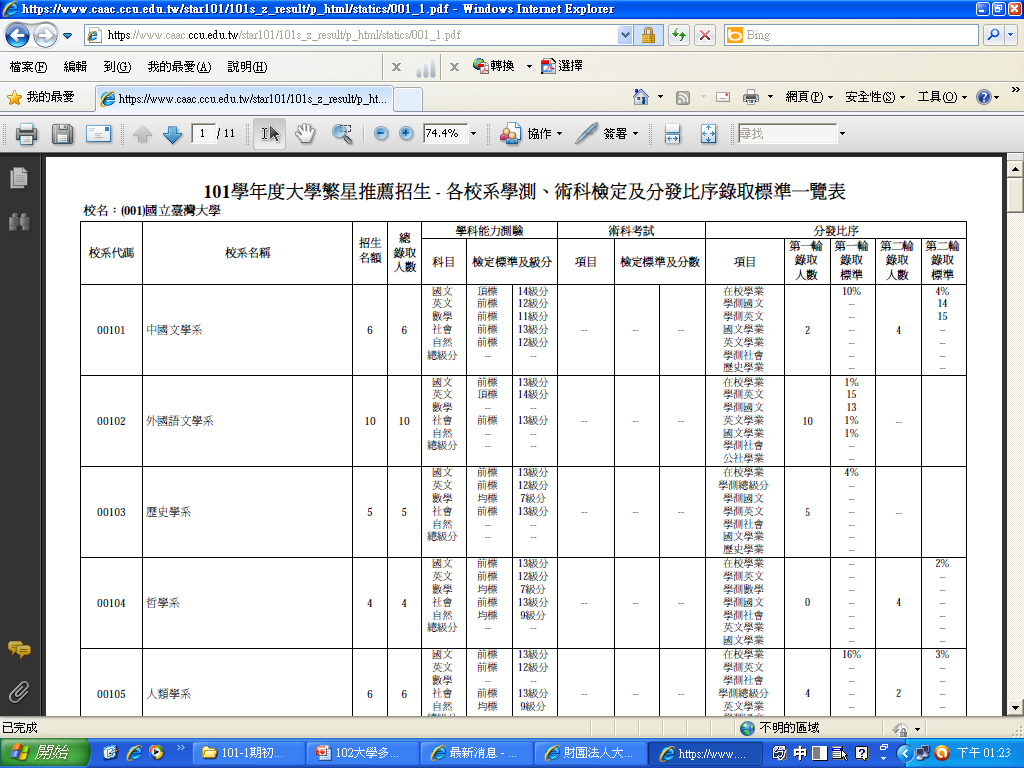 https://www.caac.ccu.edu.tw/star101/101s_z_result/p_html/statics/001_1.pdf - Windows Internet Explorer
https://www.caac.ccu.edu.tw/star101/101s_z_result/p_html/statics/001_1.pdf
Bing
檔案(F) 編輯 到(G) 我的最愛(A) 說明(H) 轉換 選擇
我的最愛 https://www.caac.ccu.edu.tw/star101/101s_z_result/p_ht... 網頁(P) 安全性(S) 工具(O)
1 / 11 74.4% 協作 簽署 尋找
101學年度大學繁星推薦招生 - 各校系學測、術科檢定及分發比序錄取標準一覽表
校名：(001)國立臺灣大學
校系代碼 校系名稱 招生名額 總錄取人數 學科能力測驗 術科考試 分發比序
科目 檢定標準及級分 項目 檢定標準及分數 項目 第一輪錄取人數 第一輪錄取標準 第二輪錄取人數 第二輪錄取標準
國文 頂標 14級分 在校學業 10% 4%
英文 前標 12級分 學測國文 -- 14
數學 前標 11級分 學測英文 -- 15
00101 中國文學系 6 6 社會 前標 13級分 -- -- -- 國文學業 2 -- 4 --
自然 前標 12級分 英文學業 -- --
總級分 -- -- 學測社會 -- --
歷史學業 -- --
國文 前標 13級分 在校學業 1%
英文 頂標 14級分 學測英文 15
數學 -- -- 學測國文 13
00102 外國語文學系 10 10 社會 前標 13級分 -- -- -- 英文學業 10 1% --
自然 -- -- 國文學業 1%
總級分 -- -- 學測社會 --
公社學業 --
國文 前標 13級分 在校學業 4%
英文 前標 12級分 學測總級分 --
數學 均標 7級分 學測國文 --
00103 歷史學系 5 5 社會 前標 13級分 -- -- -- 學測英文 5 -- --
自然 -- -- 學測社會 --
總級分 -- -- 國文學業 --
歷史學業 --
國文 前標 13級分 在校學業 -- 2%
英文 前標 12級分 學測英文 -- --
數學 均標 7級分 學測數學 -- --
00104 哲學系 4 4 社會 前標 13級分 -- -- -- 學測國文 0 -- 4 --
自然 均標 9級分 學測社會 -- --
總級分 -- -- 英文學業 -- --
國文學業 -- --
國文 前標 13級分 在校學業 16% 3%
英文 前標 12級分 學測英文 -- --
數學 -- -- 學測社會 -- --
00105 人類學系 6 6 社會 前標 13級分 -- -- -- 學測總級分 4 -- 2 --
自然 均標 9級分 英文學業 -- --
已完成 不明的區域
開始 101-1期初... 102大學多... 最新消息 - ... 財團法人大... https://www.... 中 下午 01:23